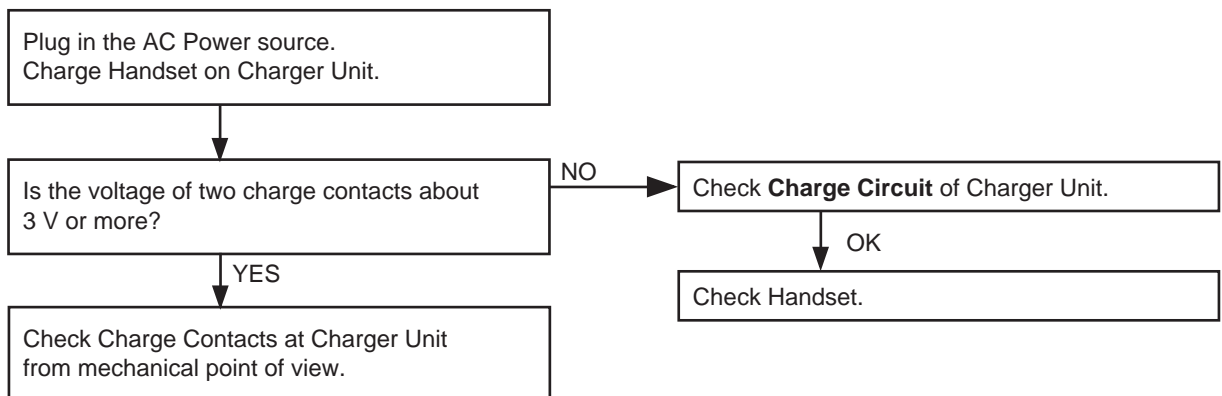 Plug in the AC Power source.
Charge Handset on Charger Unit.
Is the voltage of two charge contacts about
3 V or more?
NO
Check Charge Circuit of Charger Unit.
OK
Check Handset.
YES
Check Charge Contacts at Charger Unit
from mechanical point of view.